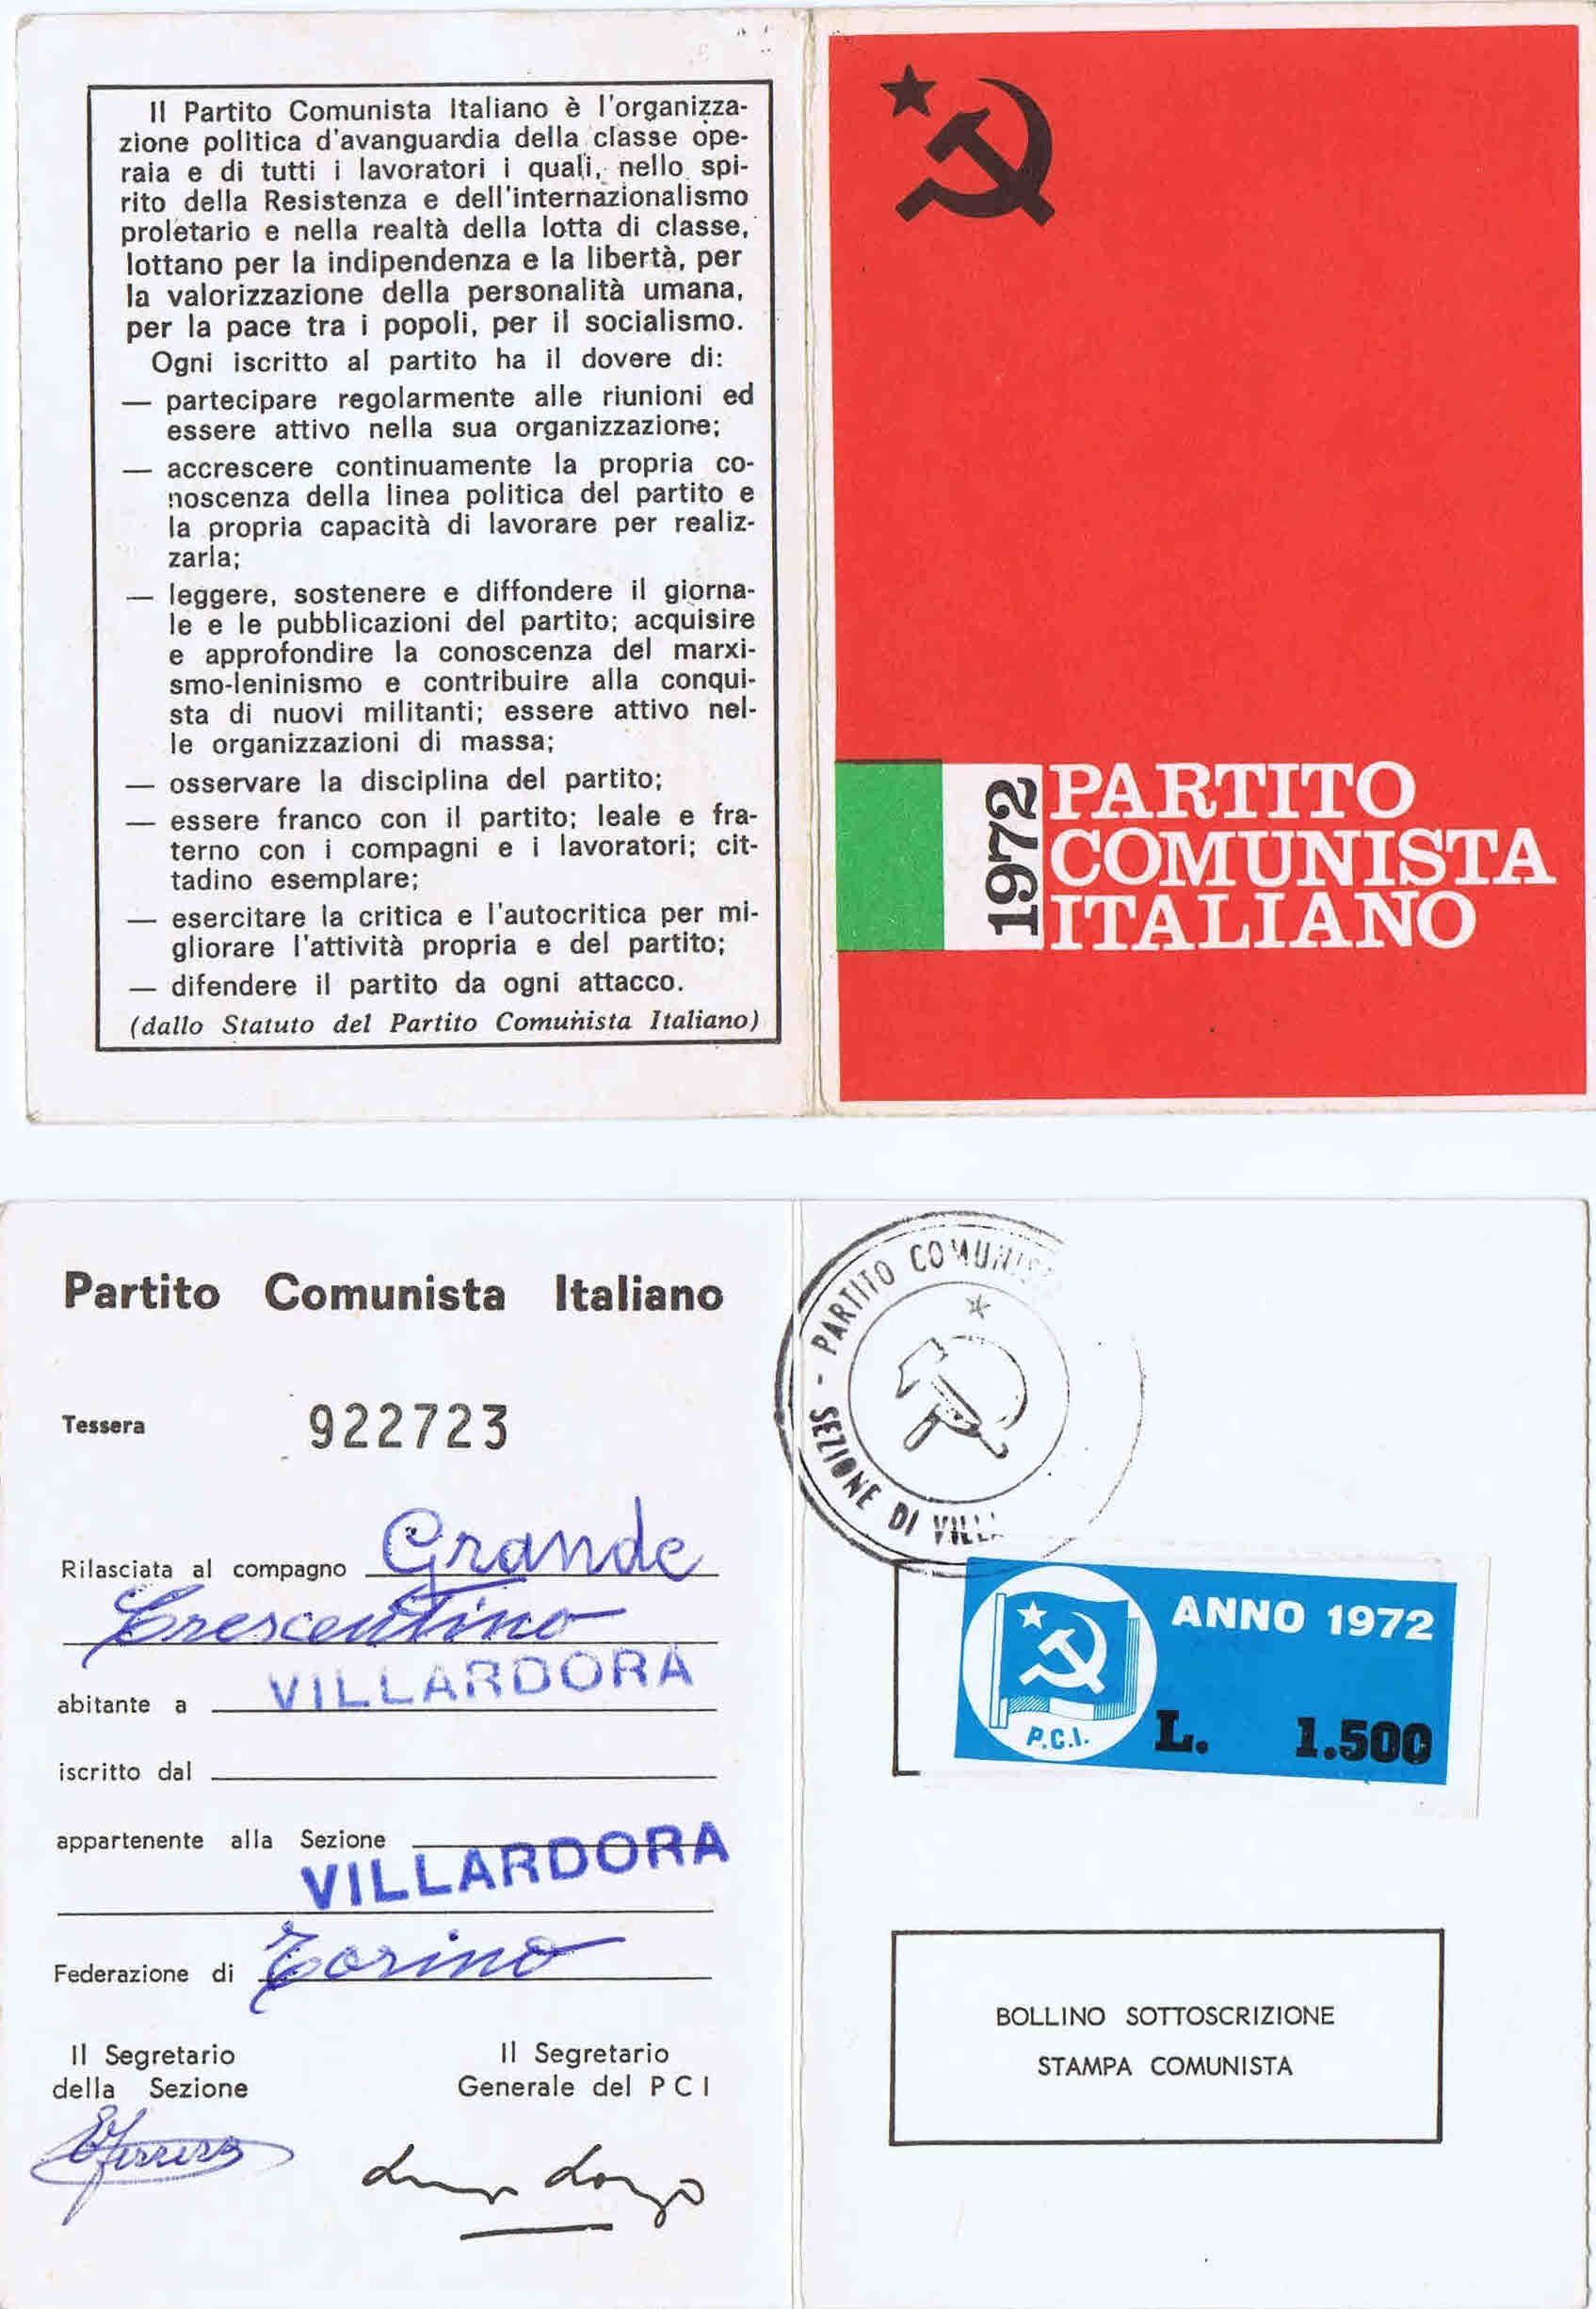 Il Partito Comunista Italiano è l'organizza-
zione politica d'avanguardia della classe ope-
raia e di tutti i lavoratori i quali, nello spi-
rito della Resistenza e dell'internazionalismo
proletario e nella realtà della lotta di classe,
lottano per la indipendenza e la libertà, per
la valorizzazione della personalità umana,
per la pace tra i popoli, per il socialismo.
Ogni iscritto al partito ha il dovere di:
— partecipare regolarmente alle riunioni ed
essere attivo nella sua organizzazione;
— accrescere continuamente la propria co-
noscenza della linea politica del partito e
la propria capacità di lavorare per realiz-
zarla;
— leggere, sostenere e diffondere il giorna-
le e le pubblicazioni del partito; acquisire
e approfondire la conoscenza del marxi-
smo-leninismo e contribuire alla conqui-
sta di nuovi militanti; essere attivo nel-
le organizzazioni di massa;
— osservare la disciplina del partito;
— essere franco con il partito; leale e fra-
terno con i compagni e i lavoratori; cit-
tadino esemplare;
— esercitare la critica e l'autocritica per mi-
gliorare l'attività propria e del partito;
— difendere il partito da ogni attacco.
(dallo Statuto del Partito Comunista Italiano)
1972
PARTITO
COMUNISTA
ITALIANO
Partito Comunista Italiano
Tessera 922723
Rilasciata al compagno Grande
Crescentino
abitante a VILLARDORA
iscritto dal
appartenente alla Sezione
VILLARDORA
Federazione di Torino
Il Segretario
della Sezione
Il Segretario
Generale del PCI
Luigi Longo
- PARTITO COMUNIS
SEZIONE DI VILL
ANNO 1972
P.C.I.
L. 1.500
BOLLINO SOTTOSCRIZIONE
STAMPA COMUNISTA